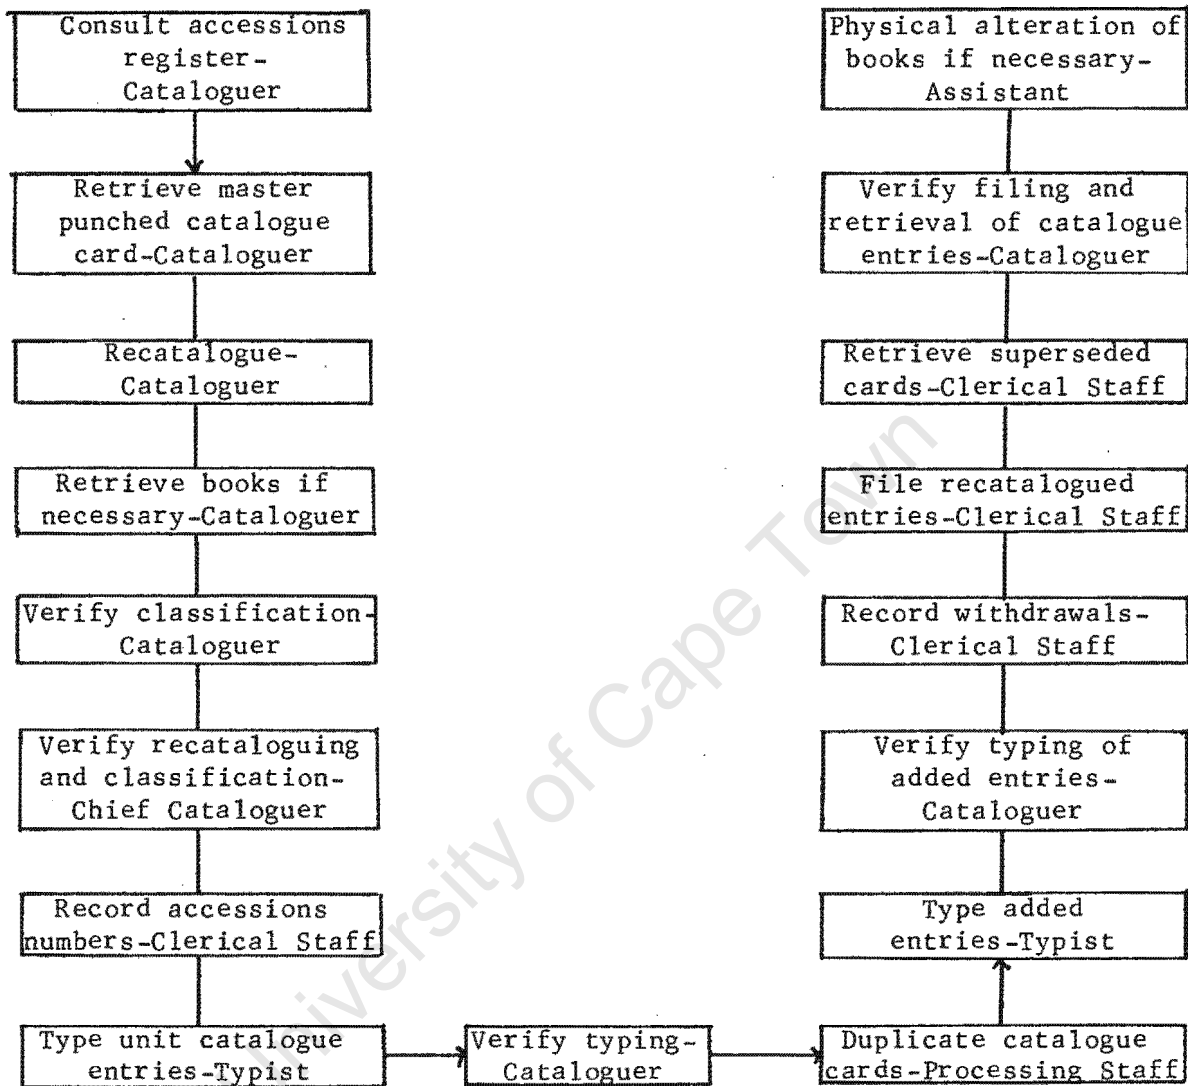 Consult accessions
register-
Cataloguer
Retrieve master
punched catalogue
card-Cataloguer
Recatalogue-
Cataloguer
Retrieve books if
necessary-Cataloguer
Verify classification-
Cataloguer
Verify recataloguing
and classification-
Chief Cataloguer
Record accessions
numbers-Clerical Staff
Type unit catalogue
entries-Typist
Verify typing-
Cataloguer
Duplicate catalogue
cards-Processing Staff
Type added
entries-Typist
Verify typing of
added entries-
Cataloguer
Record withdrawals-
Clerical Staff
File recatalogued
entries-Clerical Staff
Retrieve superseded
cards-Clerical Staff
Verify filing and
retrieval of catalogue
entries-Cataloguer
Physical alteration of
books if necessary-
Assistant
University of Cape Town